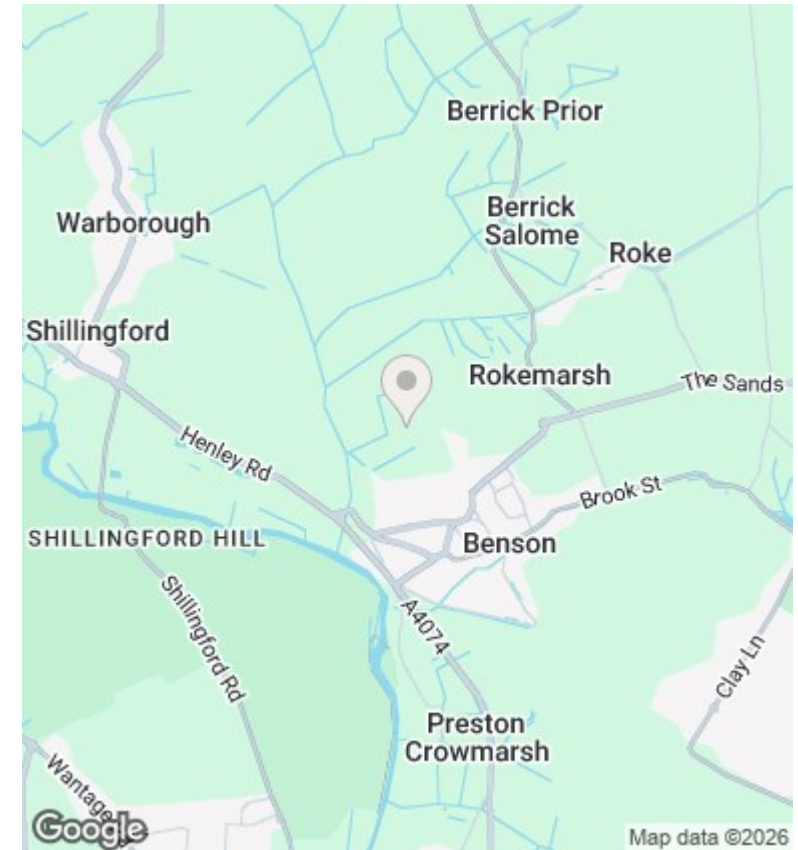 Berrick Prior
Berrick
Salome
Warborough
Roke
Shillingford
Rokemarsh
The Sands
Henley Rd
Brook St
SHILLINGFORD HILL
Benson
Shillingford Rd
A4074
Clay Ln
Preston
Crowmarsh
Wantage
Google
Map data ©2026